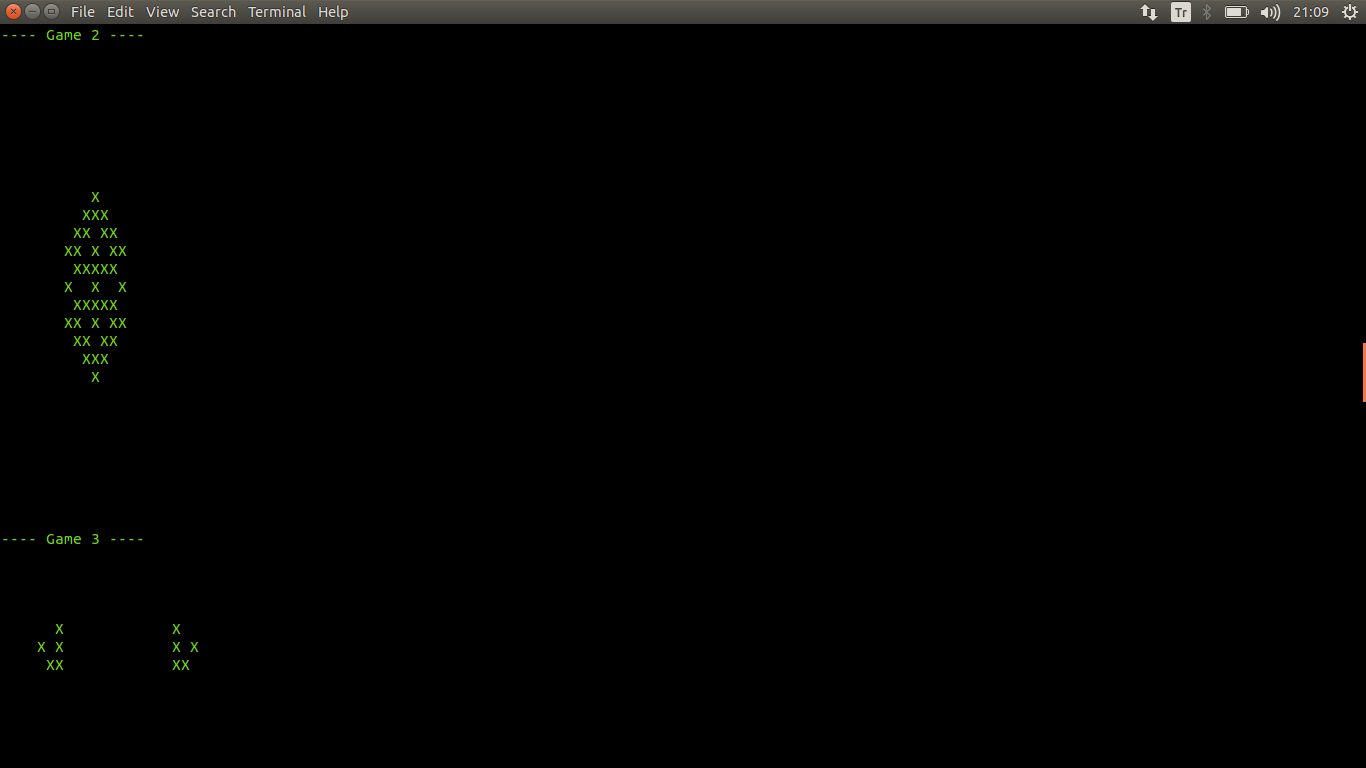 File Edit View Search Terminal Help Tr 21:09
---- Game 2 ----
          X
         XXX
        XX XX
       XX X XX
        XXXXX
       X  X  X
        XXXXX
       XX X XX
        XX XX
         XXX
          X
---- Game 3 ----
      X            X
    X X            X X
     XX            XX